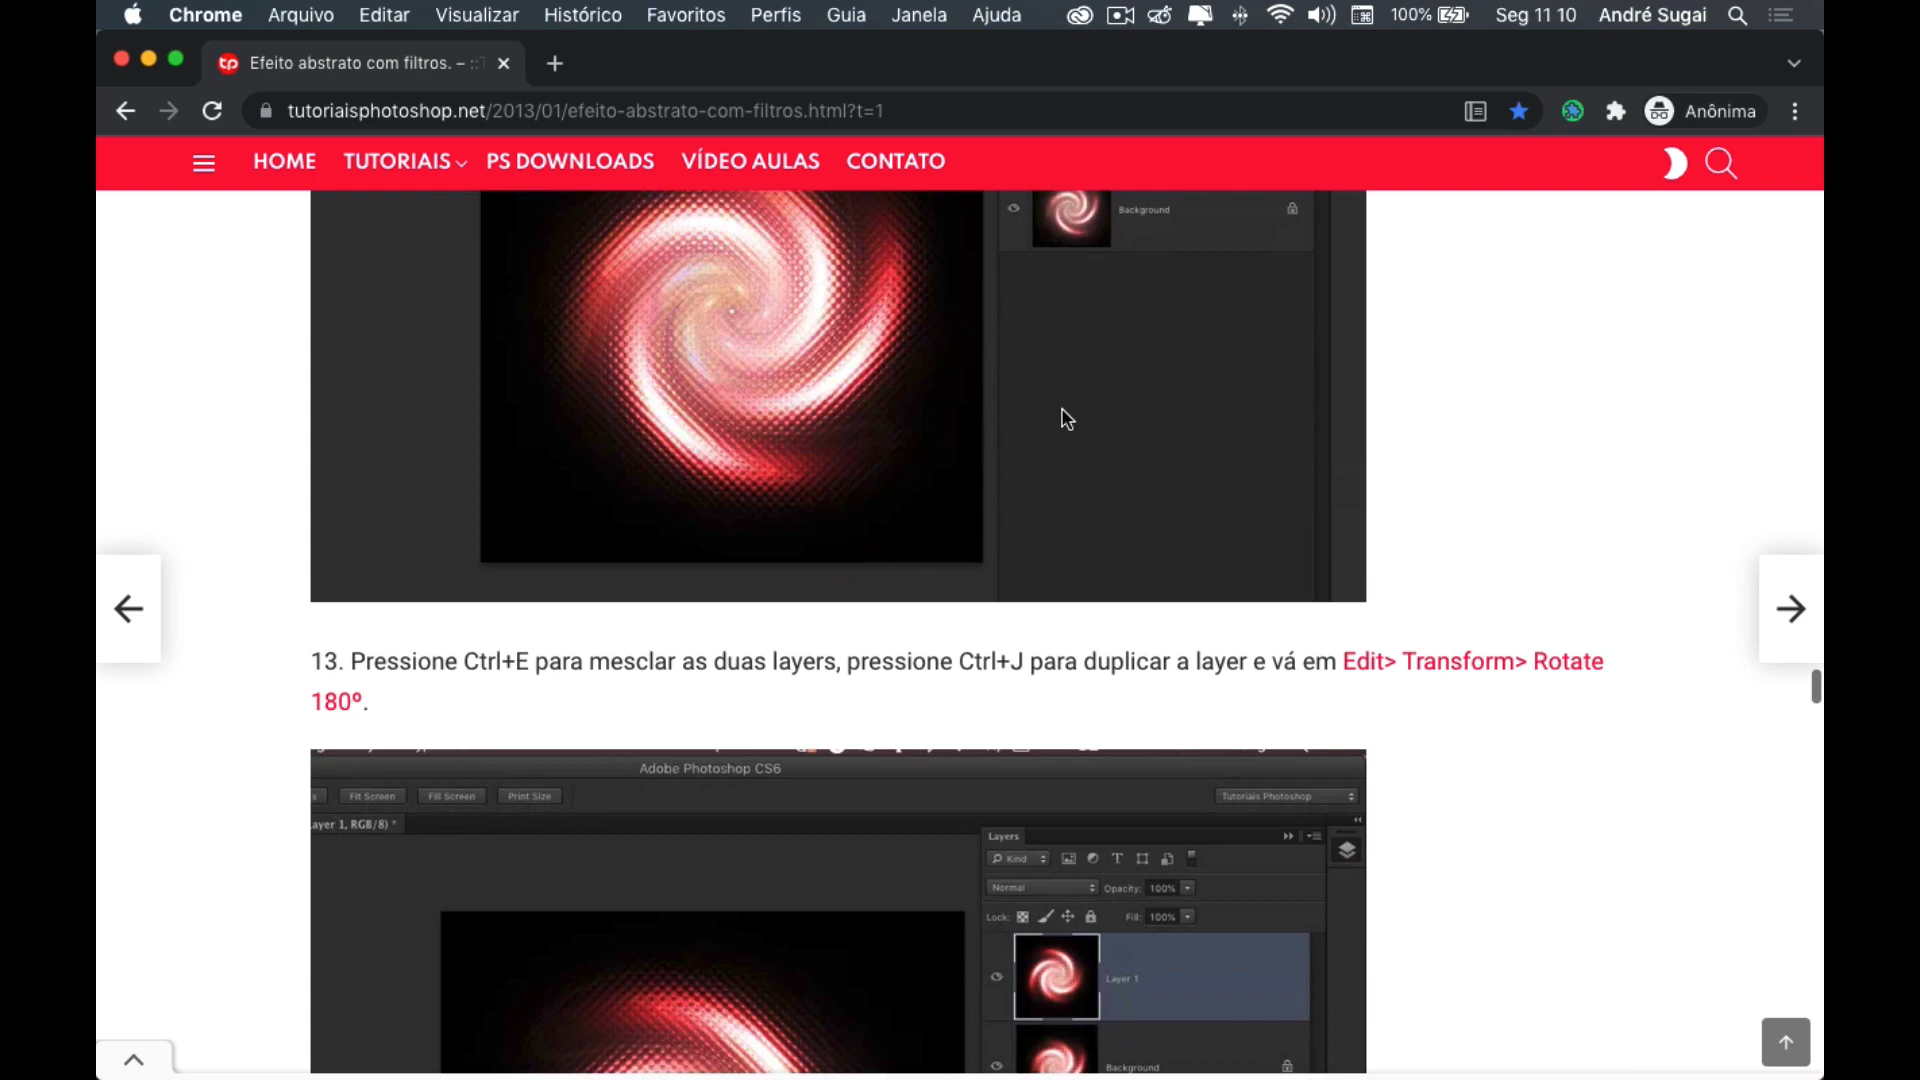 Chrome Arquivo Editar Visualizar Histórico Favoritos Perfis Guia Janela Ajuda 100% Seg 11 10 André Sugai
tp Efeito abstrato com filtros. – ::T
tutoriaisphotoshop.net/2013/01/efeito-abstrato-com-filtros.html?t=1 Anônima
HOME TUTORIAIS PS DOWNLOADS VÍDEO AULAS CONTATO
Background
13. Pressione Ctrl+E para mesclar as duas layers, pressione Ctrl+J para duplicar a layer e vá em Edit> Transform> Rotate
180º.
Adobe Photoshop CS6
s Fit Screen Fill Screen Print Size Tutoriais Photoshop
ayer 1, RGB/8) *
Layers
Kind
Normal Opacity: 100%
Lock: Fill: 100%
Layer 1
Background